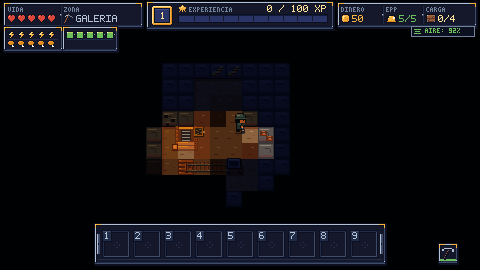 VIDA
ZONA
GALERIA
1
EXPERIENCIA
0 / 100 XP
DINERO
50
EPP
5/5
CARGA
0/4
AIRE: 92%
1 2 3 4 5 6 7 8 9